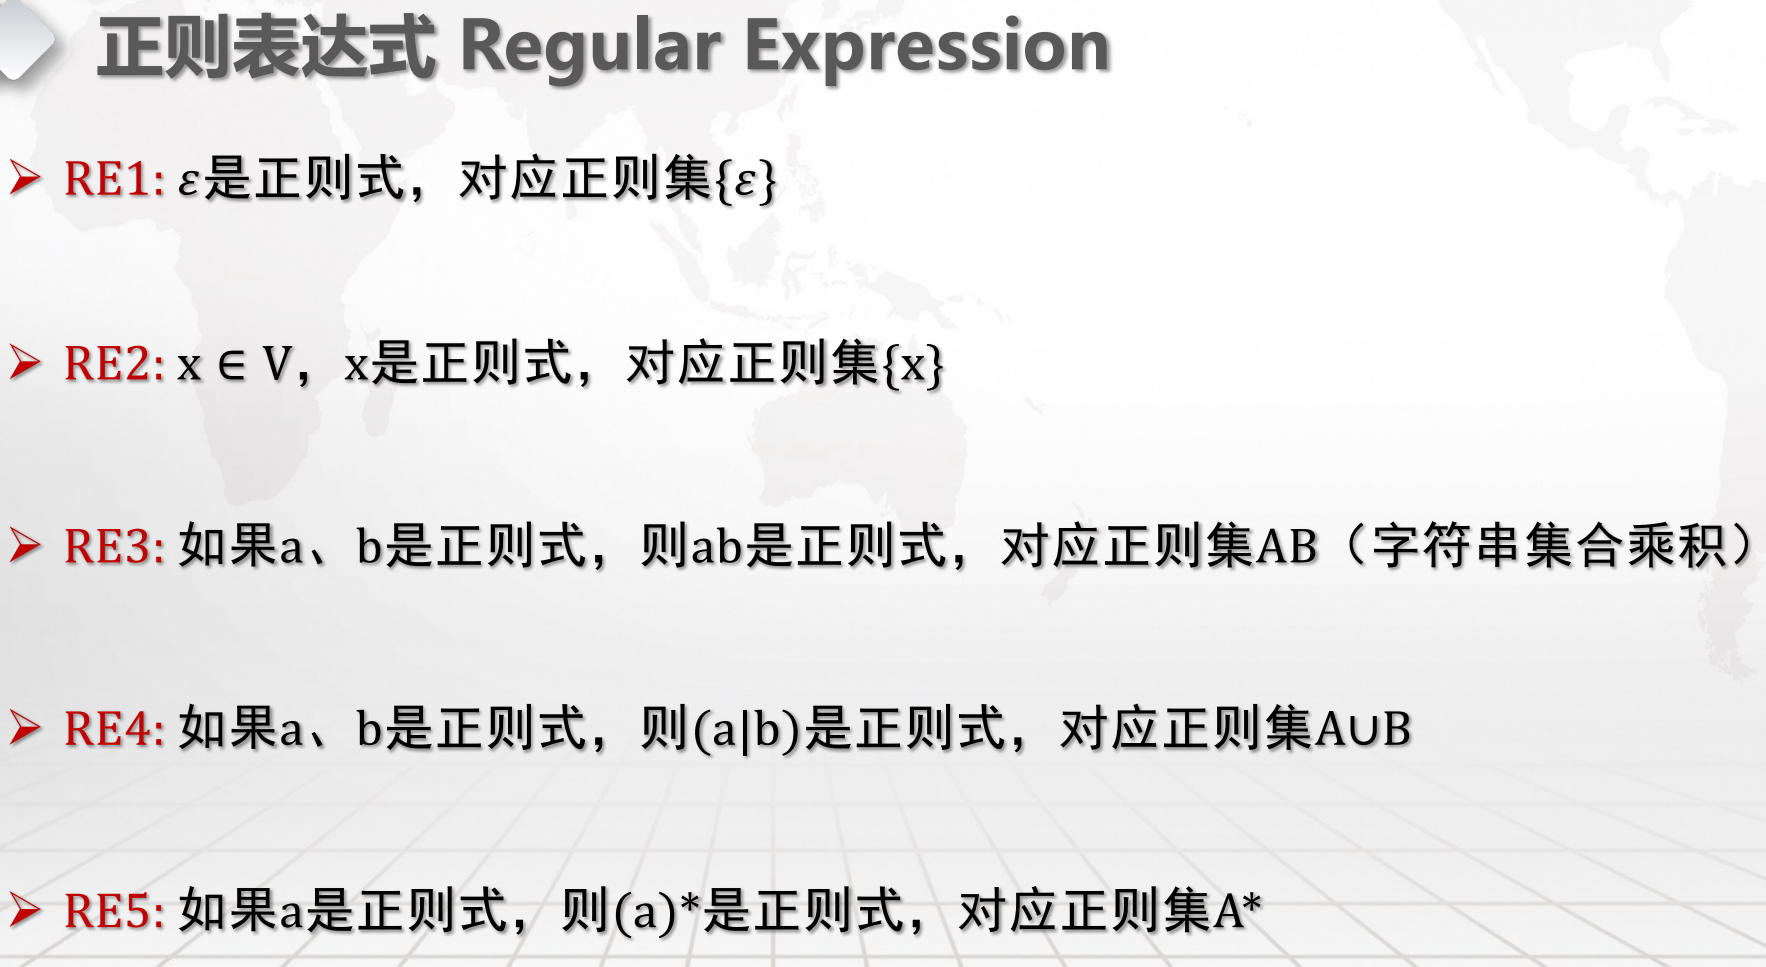 正则表达式 Regular Expression
RE1: ε是正则式，对应正则集{ε}
RE2: x ∈ V，x是正则式，对应正则集{x}
RE3: 如果a、b是正则式，则ab是正则式，对应正则集AB（字符串集合乘积）
RE4: 如果a、b是正则式，则(a|b)是正则式，对应正则集A∪B
RE5: 如果a是正则式，则(a)*是正则式，对应正则集A*